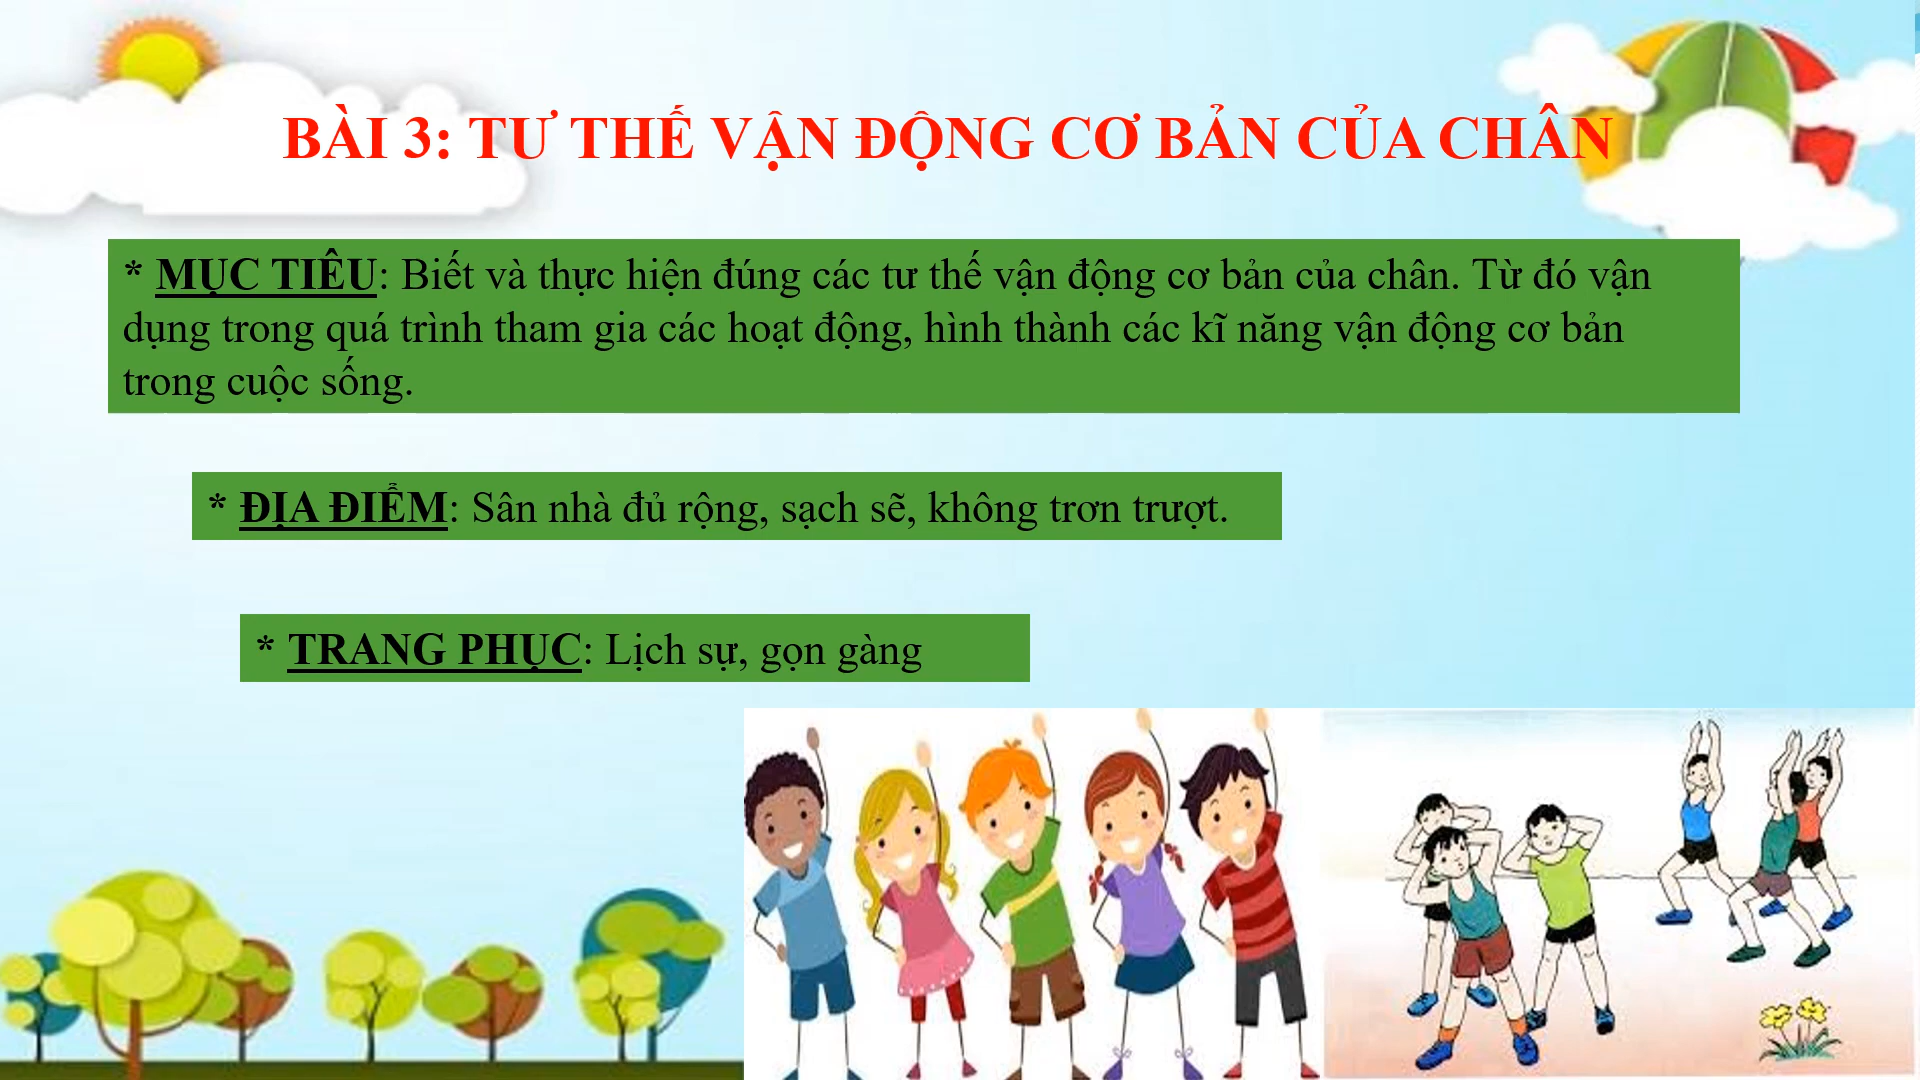 BÀI 3: TƯ THẾ VẬN ĐỘNG CƠ BẢN CỦA CHÂN
* MỤC TIÊU: Biết và thực hiện đúng các tư thế vận động cơ bản của chân. Từ đó vận
dụng trong quá trình tham gia các hoạt động, hình thành các kĩ năng vận động cơ bản
trong cuộc sống.
* ĐỊA ĐIỂM: Sân nhà đủ rộng, sạch sẽ, không trơn trượt.
* TRANG PHỤC: Lịch sự, gọn gàng